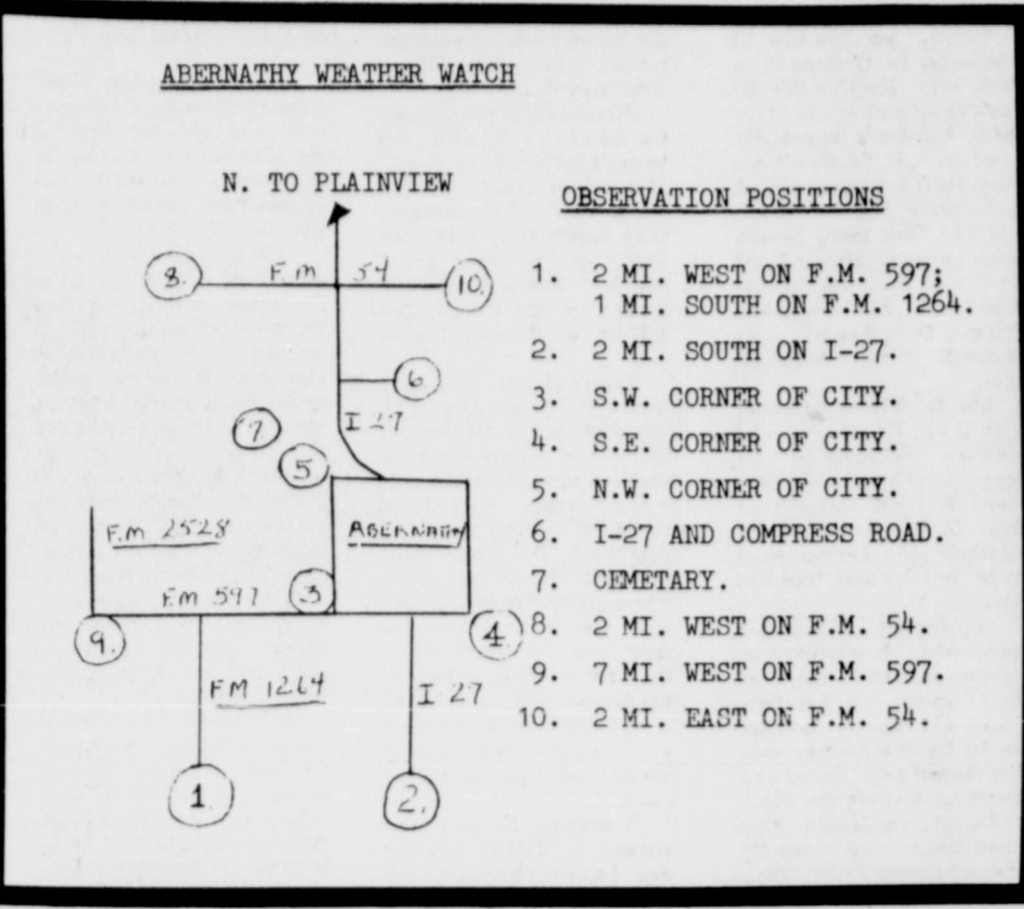 ABERNATHY WEATHER WATCH
N. TO PLAINVIEW
8.
F.M 54
10.
6
I 27
7.
5
F.M 2528
ABERNATHY
F.M 597
3
9.
4.
FM 1264
I 27
1.
2.
OBSERVATION POSITIONS
1. 2 MI. WEST ON F.M. 597;
1 MI. SOUTH ON F.M. 1264.
2. 2 MI. SOUTH ON I-27.
3. S.W. CORNER OF CITY.
4. S.E. CORNER OF CITY.
5. N.W. CORNER OF CITY.
6. I-27 AND COMPRESS ROAD.
7. CEMETARY.
8. 2 MI. WEST ON F.M. 54.
9. 7 MI. WEST ON F.M. 597.
10. 2 MI. EAST ON F.M. 54.